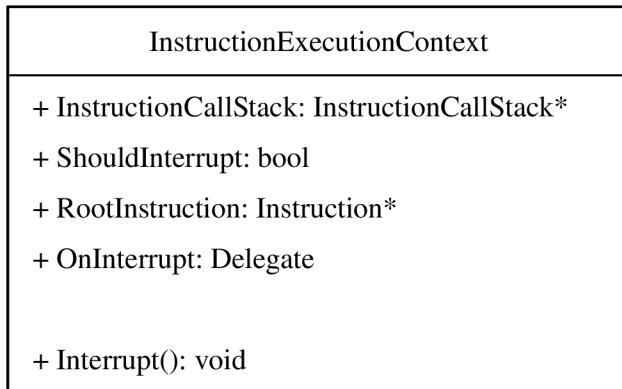 InstructionExecutionContext
+ InstructionCallStack: InstructionCallStack*
+ ShouldInterrupt: bool
+ RootInstruction: Instruction*
+ OnInterrupt: Delegate
+ Interrupt(): void